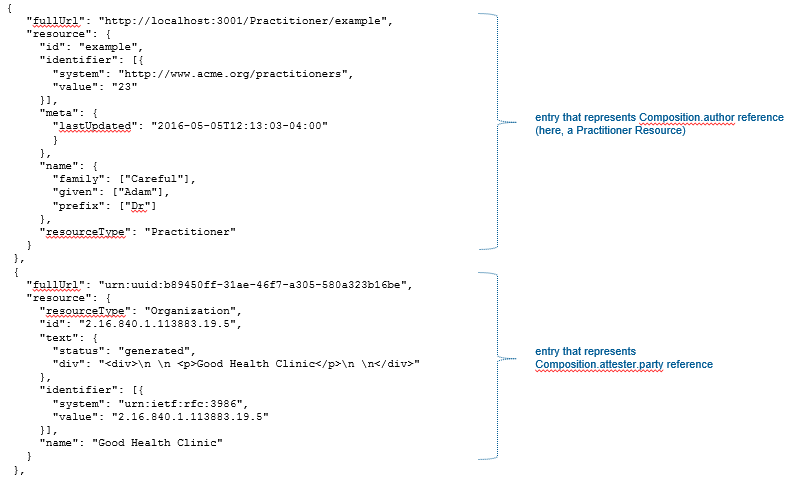 {
"fullUrl": "http://localhost:3001/Practitioner/example",
"resource": {
"id": "example",
"identifier": [{
"system": "http://www.acme.org/practitioners",
"value": "23"
}],
"meta": {
"lastUpdated": "2016-05-05T12:13:03-04:00"
}
},
"name": {
"family": ["Careful"],
"given": ["Adam"],
"prefix": ["Dr"]
},
"resourceType": "Practitioner"
}
},
entry that represents Composition.author reference
(here, a Practitioner Resource)
{
"fullUrl": "urn:uuid:b89450ff-31ae-46f7-a305-580a323b16be",
"resource": {
"resourceType": "Organization",
"id": "2.16.840.1.113883.19.5",
"text": {
"status": "generated",
"div": "<div>\n \n <p>Good Health Clinic</p>\n \n</div>"
},
"identifier": [{
"system": "urn:ietf:rfc:3986",
"value": "2.16.840.1.113883.19.5"
}],
"name": "Good Health Clinic"
}
},
entry that represents
Composition.attester.party reference